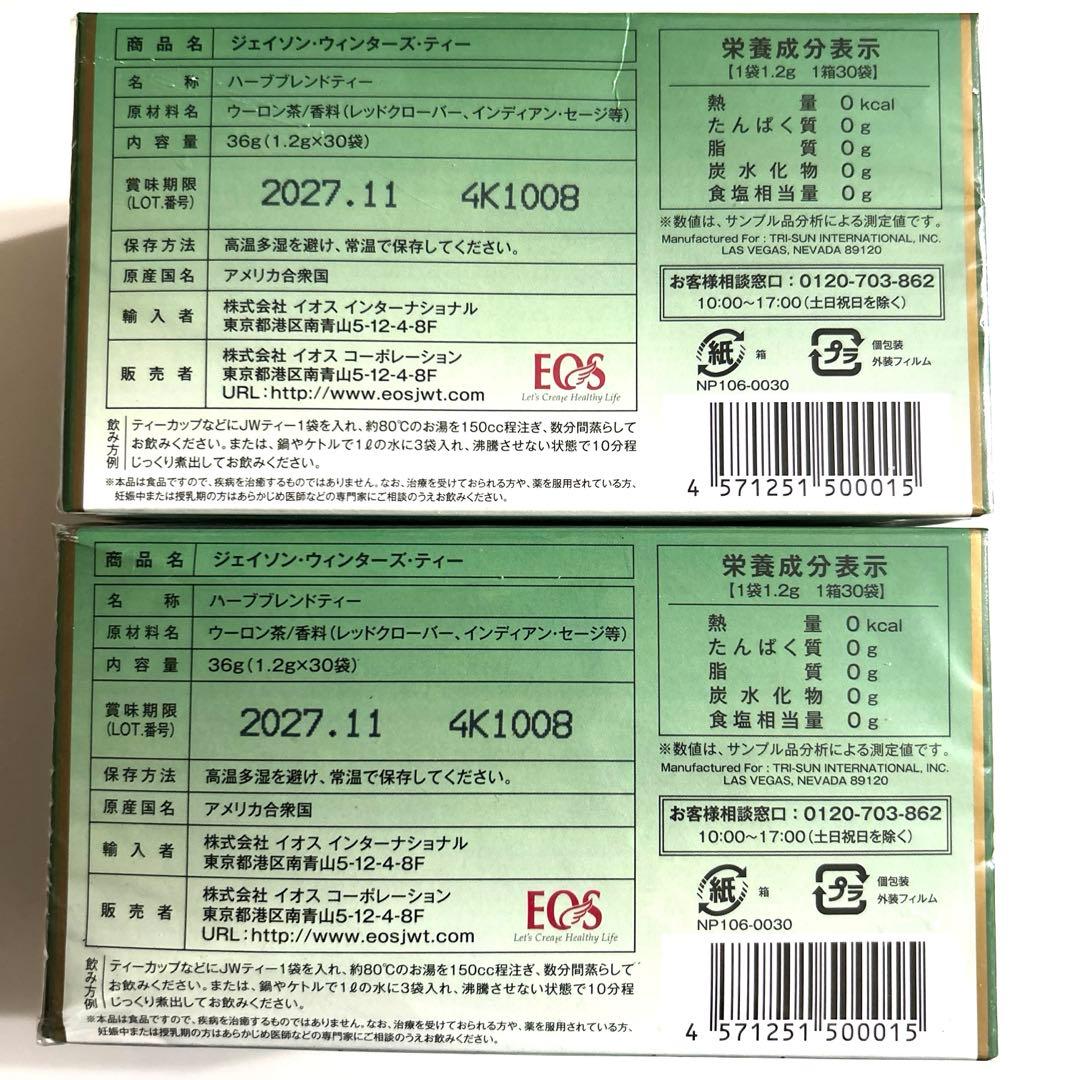 商品名 ジェイソン・ウィンターズ・ティー
名称 ハーブブレンドティー
原材料名 ウーロン茶/香料(レッドクローバー、インディアン・セージ等)
内容量 36g(1.2g×30袋)
賞味期限
(LOT.番号)
2027.11 4K1008
保存方法 高温多湿を避け、常温で保存してください。
原産国名 アメリカ合衆国
輸入者 株式会社 イオス インターナショナル
東京都港区南青山5-12-4-8F
販売者 株式会社 イオス コーポレーション
東京都港区南青山5-12-4-8F
URL:http://www.eosjwt.com
EOS
Let's Create Healthy Life
飲み方例
ティーカップなどにJWティー1袋を入れ、約80℃のお湯を150cc程注ぎ、数分間蒸らして
お飲みください。または、鍋やケトルで1ℓの水に3袋入れ、沸騰させない状態で10分程
じっくり煮出してお飲みください。
※本品は食品ですので、疾病を治癒するものではありません。なお、治療を受けておられる方や、薬を服用されている方、
妊娠中または授乳期の方はあらかじめ医師などの専門家にご相談のうえお飲みください。
栄養成分表示
【1袋1.2g 1箱30袋】
熱量 0 kcal
たんぱく質 0 g
脂質 0 g
炭水化物 0 g
食塩相当量 0 g
※数値は、サンプル品分析による測定値です。
Manufactured For : TRI-SUN INTERNATIONAL, INC.
LAS VEGAS, NEVADA 89120
お客様相談窓口:0120-703-862
10:00〜17:00(土日祝日を除く)
紙 箱
プラ 個包装
外装フィルム
NP106-0030
4 571251 500015
商品名 ジェイソン・ウィンターズ・ティー
名称 ハーブブレンドティー
原材料名 ウーロン茶/香料(レッドクローバー、インディアン・セージ等)
内容量 36g(1.2g×30袋)
賞味期限
(LOT.番号)
2027.11 4K1008
保存方法 高温多湿を避け、常温で保存してください。
原産国名 アメリカ合衆国
輸入者 株式会社 イオス インターナショナル
東京都港区南青山5-12-4-8F
販売者 株式会社 イオス コーポレーション
東京都港区南青山5-12-4-8F
URL:http://www.eosjwt.com
EOS
Let's Create Healthy Life
飲み方例
ティーカップなどにJWティー1袋を入れ、約80℃のお湯を150cc程注ぎ、数分間蒸らして
お飲みください。または、鍋やケトルで1ℓの水に3袋入れ、沸騰させない状態で10分程
じっくり煮出してお飲みください。
※本品は食品ですので、疾病を治癒するものではありません。なお、治療を受けておられる方や、薬を服用されている方、
妊娠中または授乳期の方はあらかじめ医師などの専門家にご相談のうえお飲みください。
栄養成分表示
【1袋1.2g 1箱30袋】
熱量 0 kcal
たんぱく質 0 g
脂質 0 g
炭水化物 0 g
食塩相当量 0 g
※数値は、サンプル品分析による測定値です。
Manufactured For : TRI-SUN INTERNATIONAL, INC.
LAS VEGAS, NEVADA 89120
お客様相談窓口:0120-703-862
10:00〜17:00(土日祝日を除く)
紙 箱
プラ 個包装
外装フィルム
NP106-0030
4 571251 500015